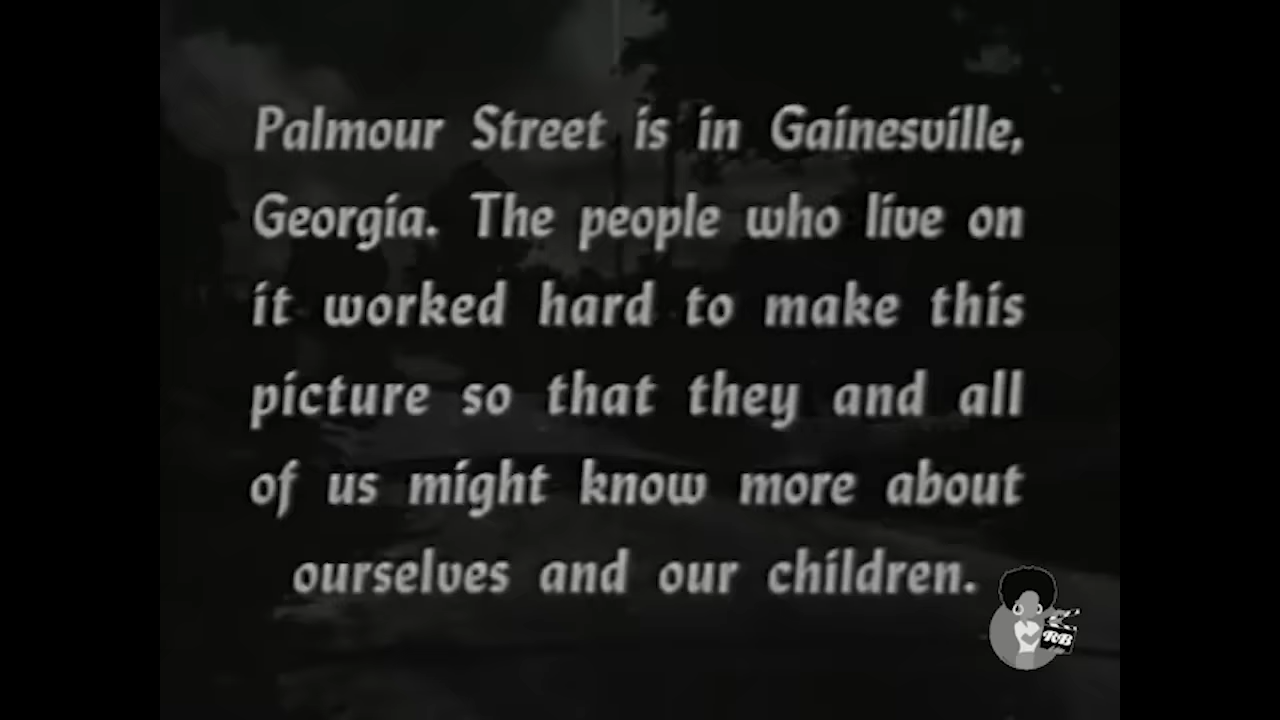 Palmour Street is in Gainesville,
Georgia. The people who live on
it worked hard to make this
picture so that they and all
of us might know more about
ourselves and our children.
RB